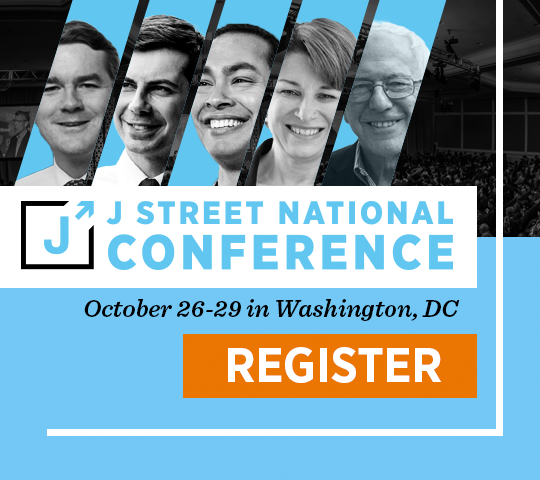 J
J STREET NATIONAL
CONFERENCE
October 26-29 in Washington, DC
REGISTER